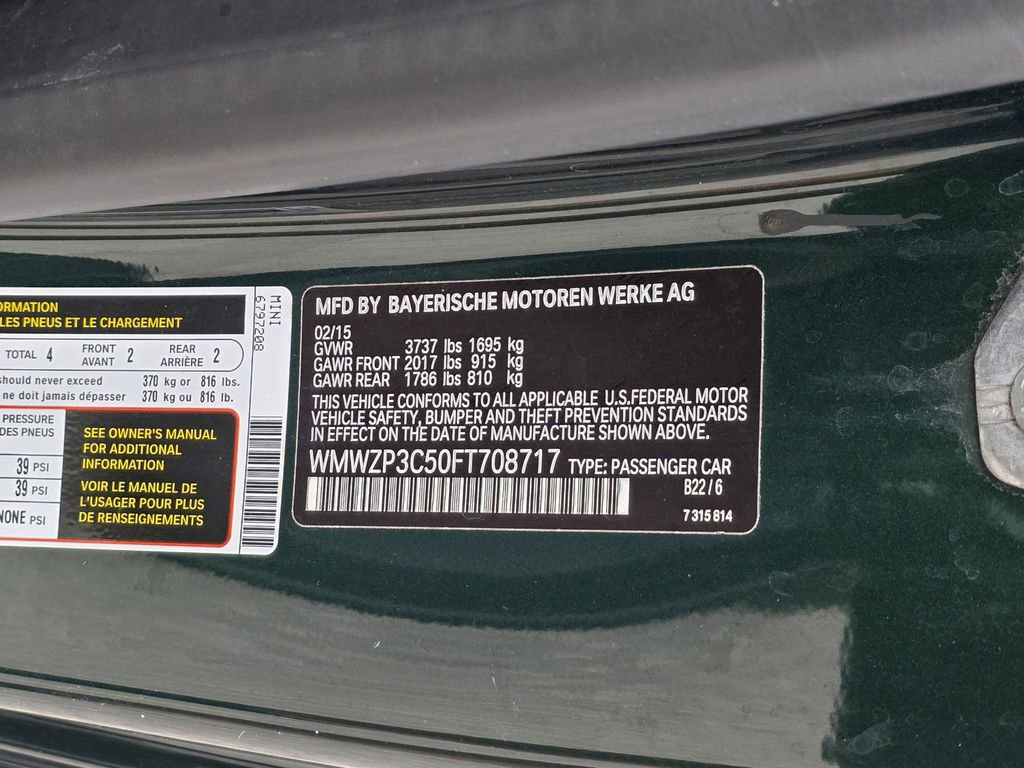 ORMATION
LES PNEUS ET LE CHARGEMENT
TOTAL 4 FRONT AVANT 2 REAR ARRIÈRE 2
should never exceed 370 kg or 816 lbs.
ne doit jamais dépasser 370 kg ou 816 lb.
PRESSURE
DES PNEUS
39 PSI
39 PSI
NONE PSI
SEE OWNER'S MANUAL
FOR ADDITIONAL
INFORMATION
VOIR LE MANUEL DE
L'USAGER POUR PLUS
DE RENSEIGNEMENTS
MINI
6797208
MFD BY BAYERISCHE MOTOREN WERKE AG
02/15
GVWR 3737 lbs 1695 kg
GAWR FRONT 2017 lbs 915 kg
GAWR REAR 1786 lbs 810 kg
THIS VEHICLE CONFORMS TO ALL APPLICABLE U.S.FEDERAL MOTOR
VEHICLE SAFETY, BUMPER AND THEFT PREVENTION STANDARDS
IN EFFECT ON THE DATE OF MANUFACTURE SHOWN ABOVE.
WMWZP3C50FT708717 TYPE: PASSENGER CAR
B22/6
7315814